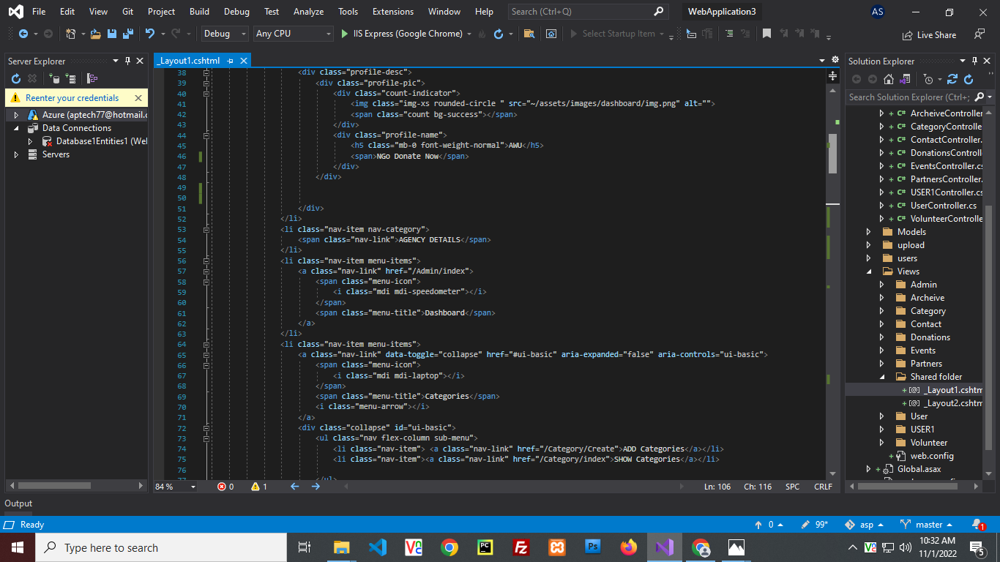 File Edit View Git Project Build Debug Test Analyze Tools Extensions Window Help Search (Ctrl+Q) WebApplication3 AS
Debug Any CPU IIS Express (Google Chrome) Select Startup Item Live Share
Server Explorer
Reenter your credentials
Azure (aptech77@hotmail.c
Data Connections
Database1Entities1 (Wel
Servers
_Layout1.cshtml
38 <div class="profile-desc">
39 <div class="profile-pic">
40 <div class="count-indicator">
41 <img class="img-xs rounded-circle " src="~/assets/images/dashboard/img.png" alt="">
42 <span class="count bg-success"></span>
43 </div>
44 <div class="profile-name">
45 <h5 class="mb-0 font-weight-normal">AWU</h5>
46 <span>NGo Donate Now</span>
47 </div>
48 </div>
49
50
51 </div>
52 </li>
53 <li class="nav-item nav-category">
54 <span class="nav-link">AGENCY DETAILS</span>
55 </li>
56 <li class="nav-item menu-items">
57 <a class="nav-link" href="/Admin/index">
58 <span class="menu-icon">
59 <i class="mdi mdi-speedometer"></i>
60 </span>
61 <span class="menu-title">Dashboard</span>
62 </a>
63 </li>
64 <li class="nav-item menu-items">
65 <a class="nav-link" data-toggle="collapse" href="#ui-basic" aria-expanded="false" aria-controls="ui-basic">
66 <span class="menu-icon">
67 <i class="mdi mdi-laptop"></i>
68 </span>
69 <span class="menu-title">Categories</span>
70 <i class="menu-arrow"></i>
71 </a>
72 <div class="collapse" id="ui-basic">
73 <ul class="nav flex-column sub-menu">
74 <li class="nav-item"> <a class="nav-link" href="/Category/Create">ADD Categories</a></li>
75 <li class="nav-item"><a class="nav-link" href="/Category/index">SHOW Categories</a></li>
76
77 </ul>
84 % 0 1 Ln: 106 Ch: 116 SPC CRLF
Solution Explorer
Search Solution Explorer (Ctrl+;
C# ArcheiveController
C# CategoryControlle
C# ContactController.
C# DonationsControll
C# EventsController.cs
C# PartnersController.
C# USER1Controller.cs
C# UserController.cs
C# VolunteerControlle
Models
upload
users
Views
Admin
Archeive
Category
Contact
Donations
Events
Partners
Shared folder
_Layout1.cshtm
_Layout2.cshtm
User
USER1
Volunteer
web.config
Global.asax
Output
Ready 0 99* asp master 1
Type here to search
10:32 AM
11/1/2022
5